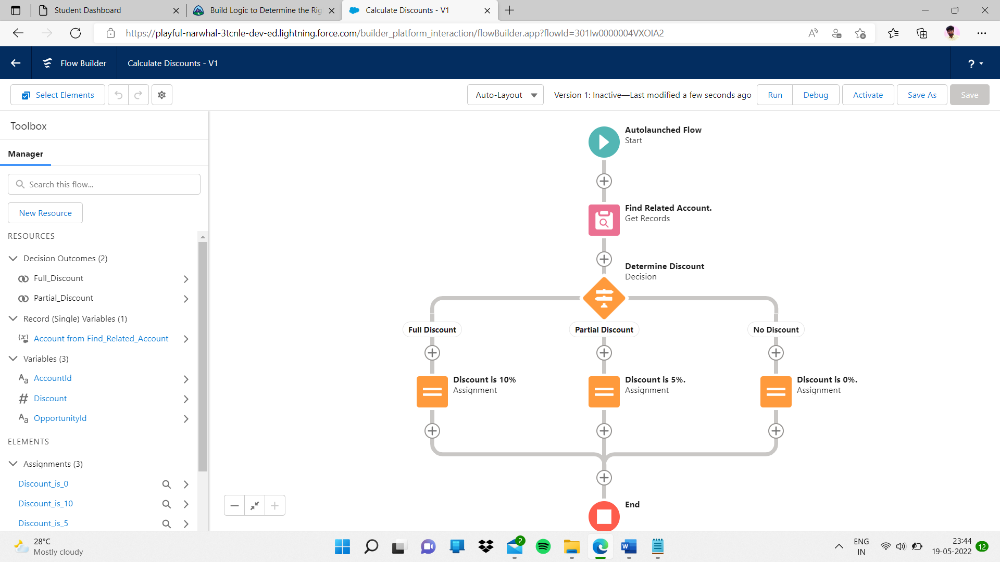 Student Dashboard
Build Logic to Determine the Rig
Calculate Discounts - V1
https://playful-narwhal-3tcnle-dev-ed.lightning.force.com/builder_platform_interaction/flowBuilder.app?flowId=301Iw0000004VXOIA2
Flow Builder
Calculate Discounts - V1
?
Select Elements
Auto-Layout
Version 1: Inactive—Last modified a few seconds ago
Run
Debug
Activate
Save As
Save
Toolbox
Manager
Search this flow...
New Resource
RESOURCES
Decision Outcomes (2)
Full_Discount
Partial_Discount
Record (Single) Variables (1)
Account from Find_Related_Account
Variables (3)
AccountId
Discount
OpportunityId
ELEMENTS
Assignments (3)
Discount_is_0
Discount_is_10
Discount_is_5
Autolaunched Flow
Start
Find Related Account.
Get Records
Determine Discount
Decision
Full Discount
Partial Discount
No Discount
Discount is 10%
Assignment
Discount is 5%.
Assignment
Discount is 0%.
Assignment
End
28°C
Mostly cloudy
2
ENG
IN
23:44
19-05-2022
12